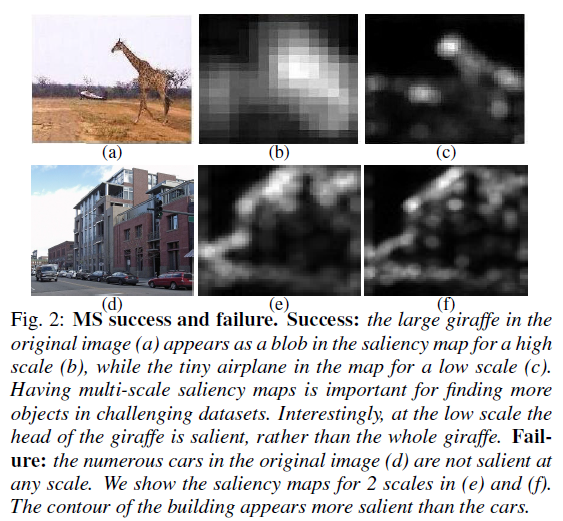 (a)
(b)
(c)
(d)
(e)
(f)
Fig. 2: MS success and failure. Success: the large giraffe in the
original image (a) appears as a blob in the saliency map for a high
scale (b), while the tiny airplane in the map for a low scale (c).
Having multi-scale saliency maps is important for finding more
objects in challenging datasets. Interestingly, at the low scale the
head of the giraffe is salient, rather than the whole giraffe. Fail-
ure: the numerous cars in the original image (d) are not salient at
any scale. We show the saliency maps for 2 scales in (e) and (f).
The contour of the building appears more salient than the cars.